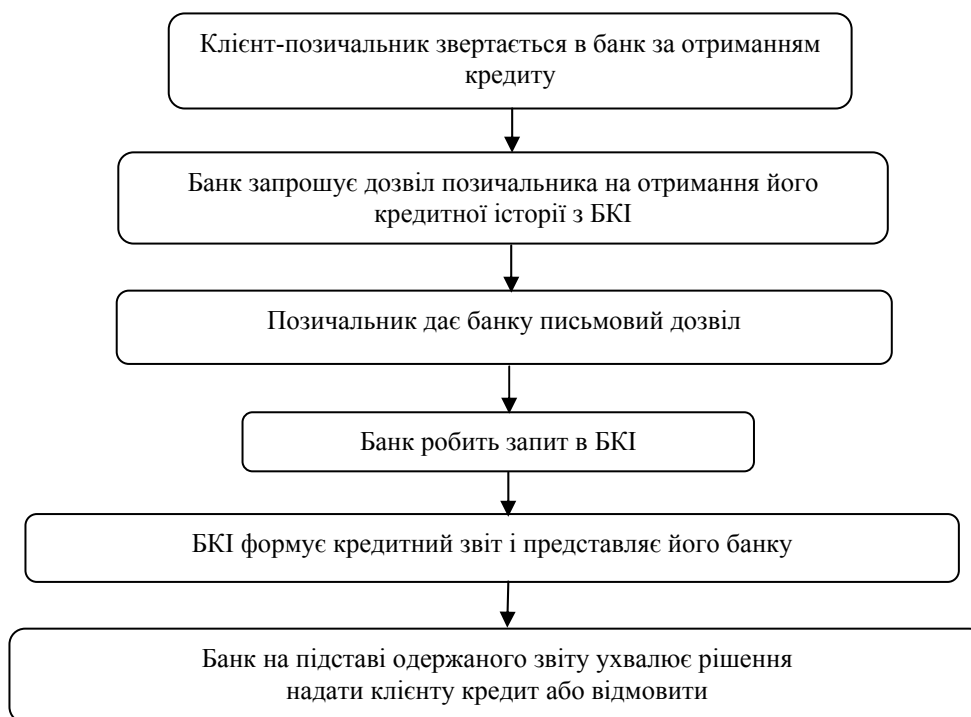 Клієнт-позичальник звертається в банк за отриманням
кредиту
Банк запрошує дозвіл позичальника на отримання його
кредитної історії з БКІ
Позичальник дає банку письмовий дозвіл
Банк робить запит в БКІ
БКІ формує кредитний звіт і представляє його банку
Банк на підставі одержаного звіту ухвалює рішення
надати клієнту кредит або відмовити